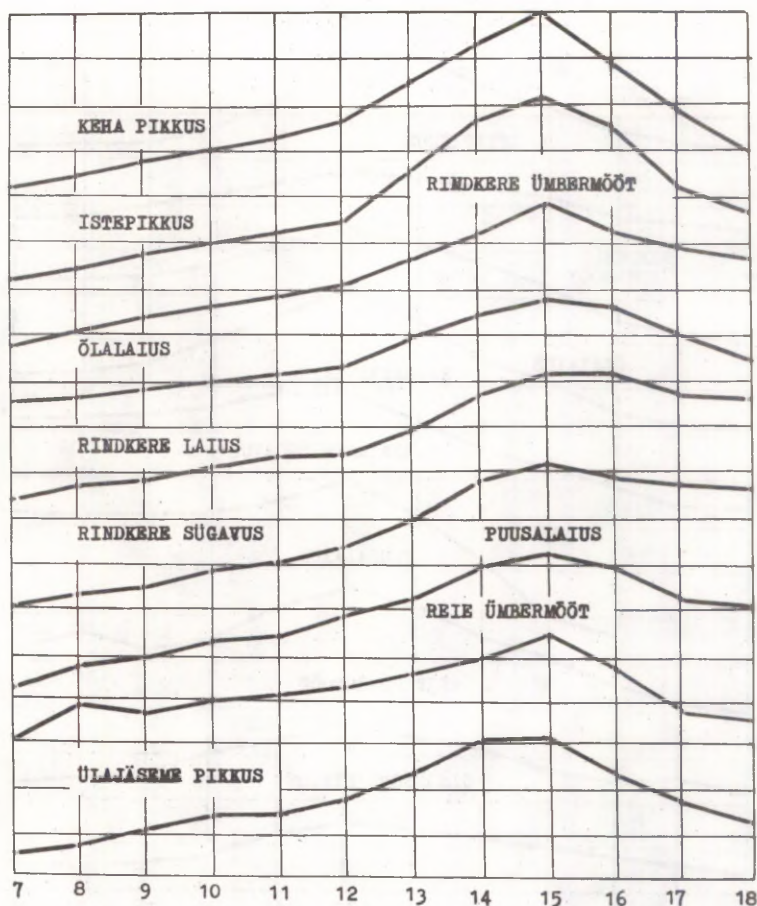 KEHA PIKKUS
RINDKERE ÜMBERMÕÕT
ISTEPIKKUS
ÕLALAIUS
RINDKERE LAIUS
RINDKERE SÜGAVUS
PUUSALAIUS
REIE ÜMBERMÕÕT
ÜLAJÄSEME PIKKUS
7 8 9 10 11 12 13 14 15 16 17 18